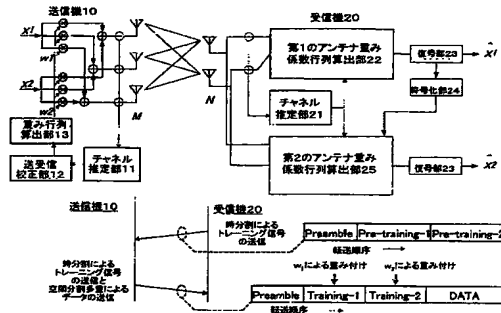 送信機10
受信機20
X1
w1
X2
w2
重み行列
算出部13
送受信
校正部12
チャネル
推定部11
M
N
第1のアンテナ重み
係数行列算出部22
チャネル
推定部21
第2のアンテナ重み
係数行列算出部25
復号部23
X̂1
符号化部24
復号部23
X̂2
送信機10
受信機20
時分割による
トレーニング信号
の送信
Preamble Pre-training-1 Pre-training-2
転送順序
時分割による
トレーニング信号
の送信と
空間分割多重による
データの送信
w1による重み付け
w2による重み付け
Preamble Training-1 Training-2 DATA
転送順序